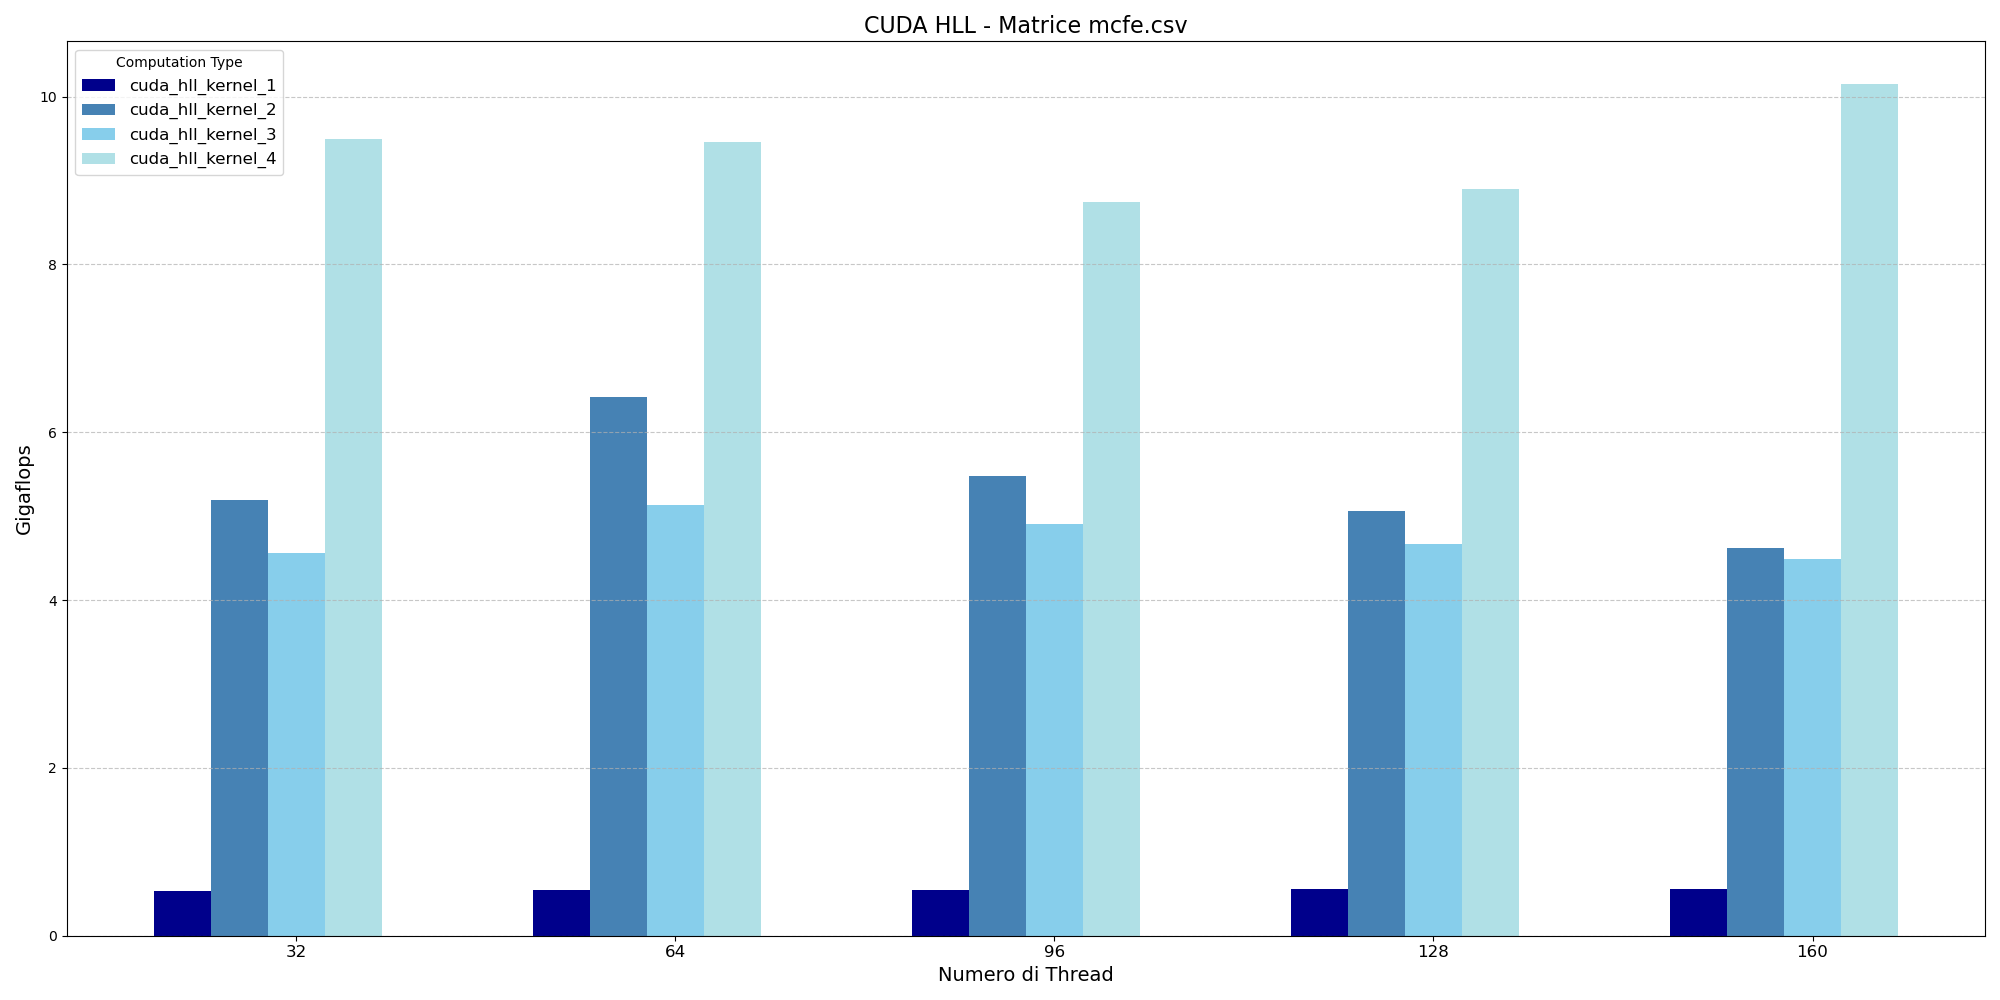 CUDA HLL - Matrice mcfe.csv
Computation Type
cuda_hll_kernel_1
cuda_hll_kernel_2
cuda_hll_kernel_3
cuda_hll_kernel_4
10
8
6
4
2
0
Gigaflops
32 64 96 128 160
Numero di Thread